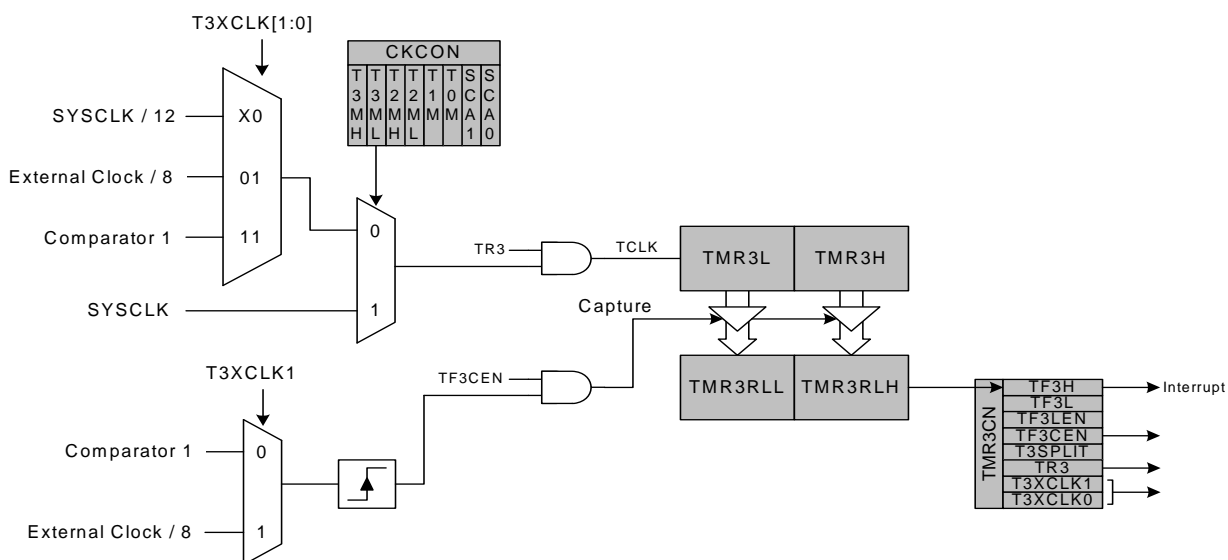 T3XCLK[1:0]
CKCON
T3MH
T3ML
T2MH
T2ML
T1M
T0M
SCA1
SCA0
SYSCLK / 12
X0
External Clock / 8
01
Comparator 1
11
0
SYSCLK
1
TR3
TCLK
TMR3L
TMR3H
Capture
T3XCLK1
TF3CEN
TMR3RLL
TMR3RLH
Comparator 1
0
External Clock / 8
1
TMR3CN
TF3H
Interrupt
TF3L
TF3LEN
TF3CEN
T3SPLIT
TR3
T3XCLK1
T3XCLK0